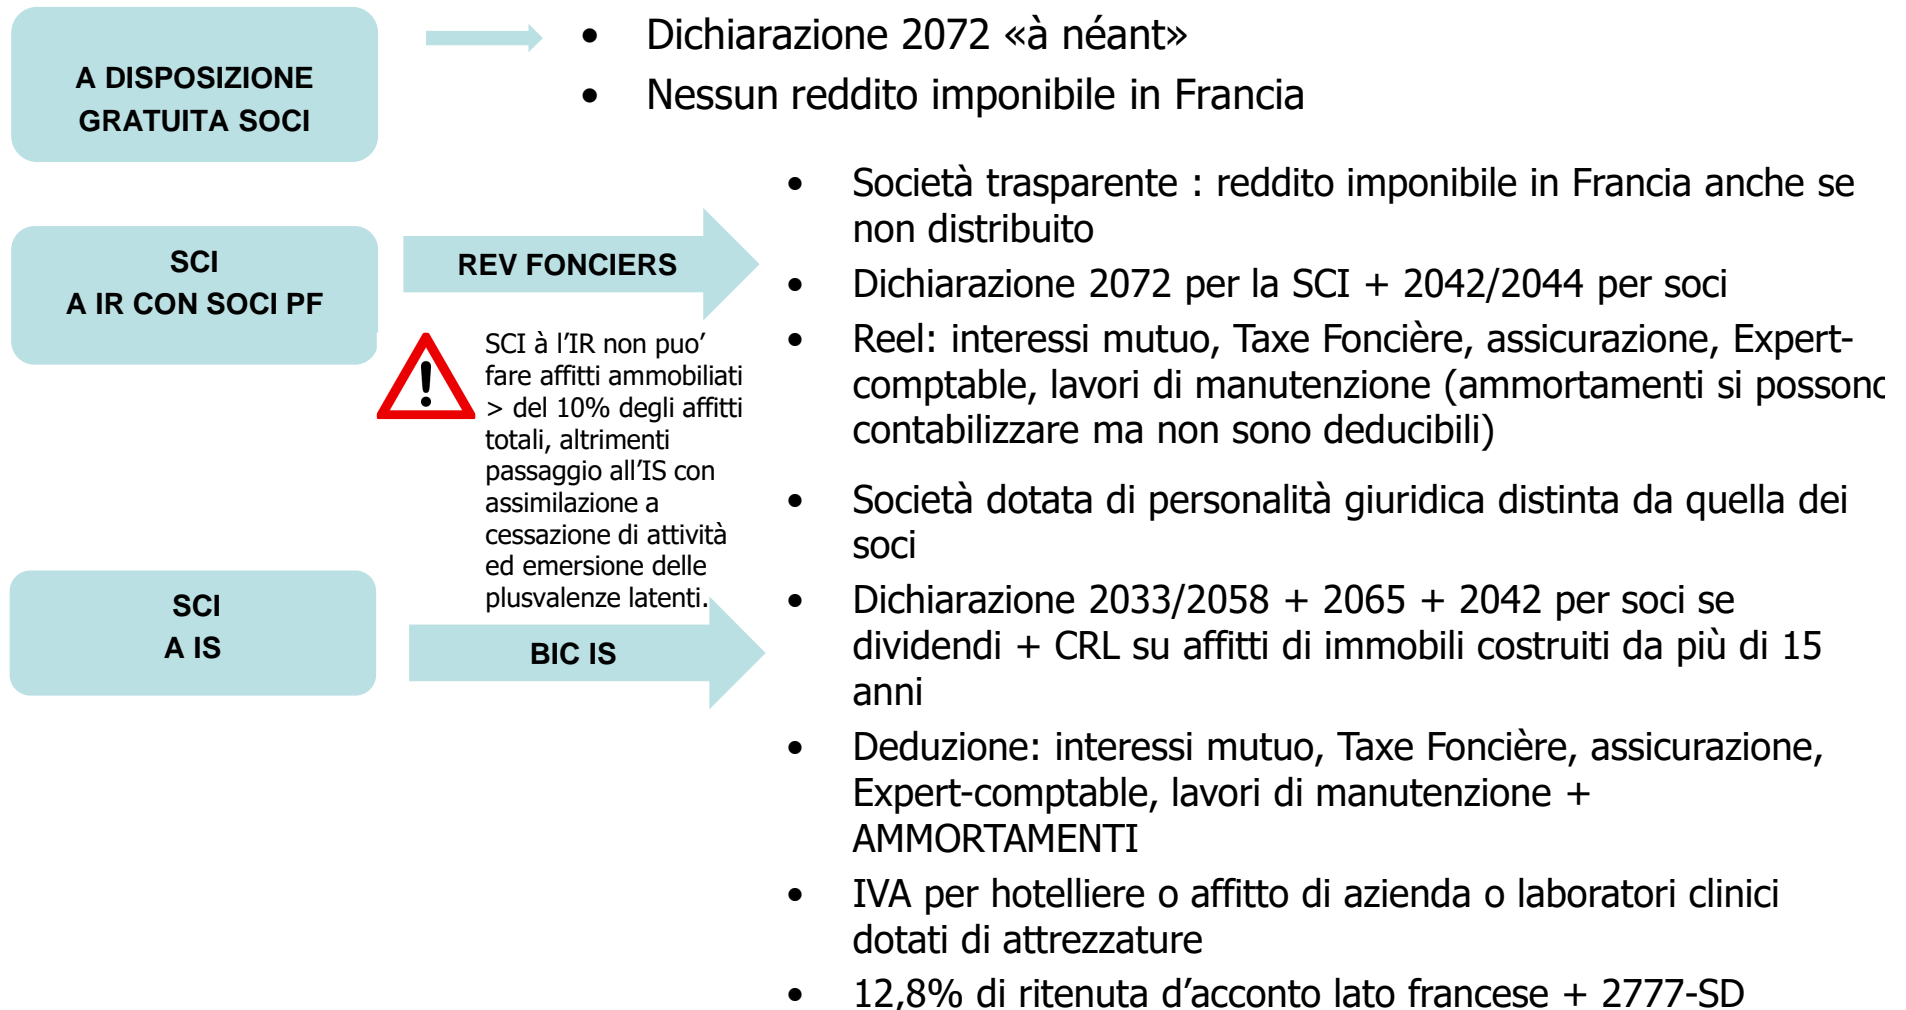 A DISPOSIZIONE
GRATUITA SOCI
• Dichiarazione 2072 «à néant»
• Nessun reddito imponibile in Francia
SCI
A IR CON SOCI PF
REV FONCIERS
• Società trasparente : reddito imponibile in Francia anche se
non distribuito
• Dichiarazione 2072 per la SCI + 2042/2044 per soci
• Reel: interessi mutuo, Taxe Foncière, assicurazione, Expert-
comptable, lavori di manutenzione (ammortamenti si possono
contabilizzare ma non sono deducibili)
SCI à l’IR non puo’
fare affitti ammobiliati
> del 10% degli affitti
totali, altrimenti
passaggio all’IS con
assimilazione a
cessazione di attività
ed emersione delle
plusvalenze latenti.
SCI
A IS
BIC IS
• Società dotata di personalità giuridica distinta da quella dei
soci
• Dichiarazione 2033/2058 + 2065 + 2042 per soci se
dividendi + CRL su affitti di immobili costruiti da più di 15
anni
• Deduzione: interessi mutuo, Taxe Foncière, assicurazione,
Expert-comptable, lavori di manutenzione +
AMMORTAMENTI
• IVA per hotelliere o affitto di azienda o laboratori clinici
dotati di attrezzature
• 12,8% di ritenuta d’acconto lato francese + 2777-SD